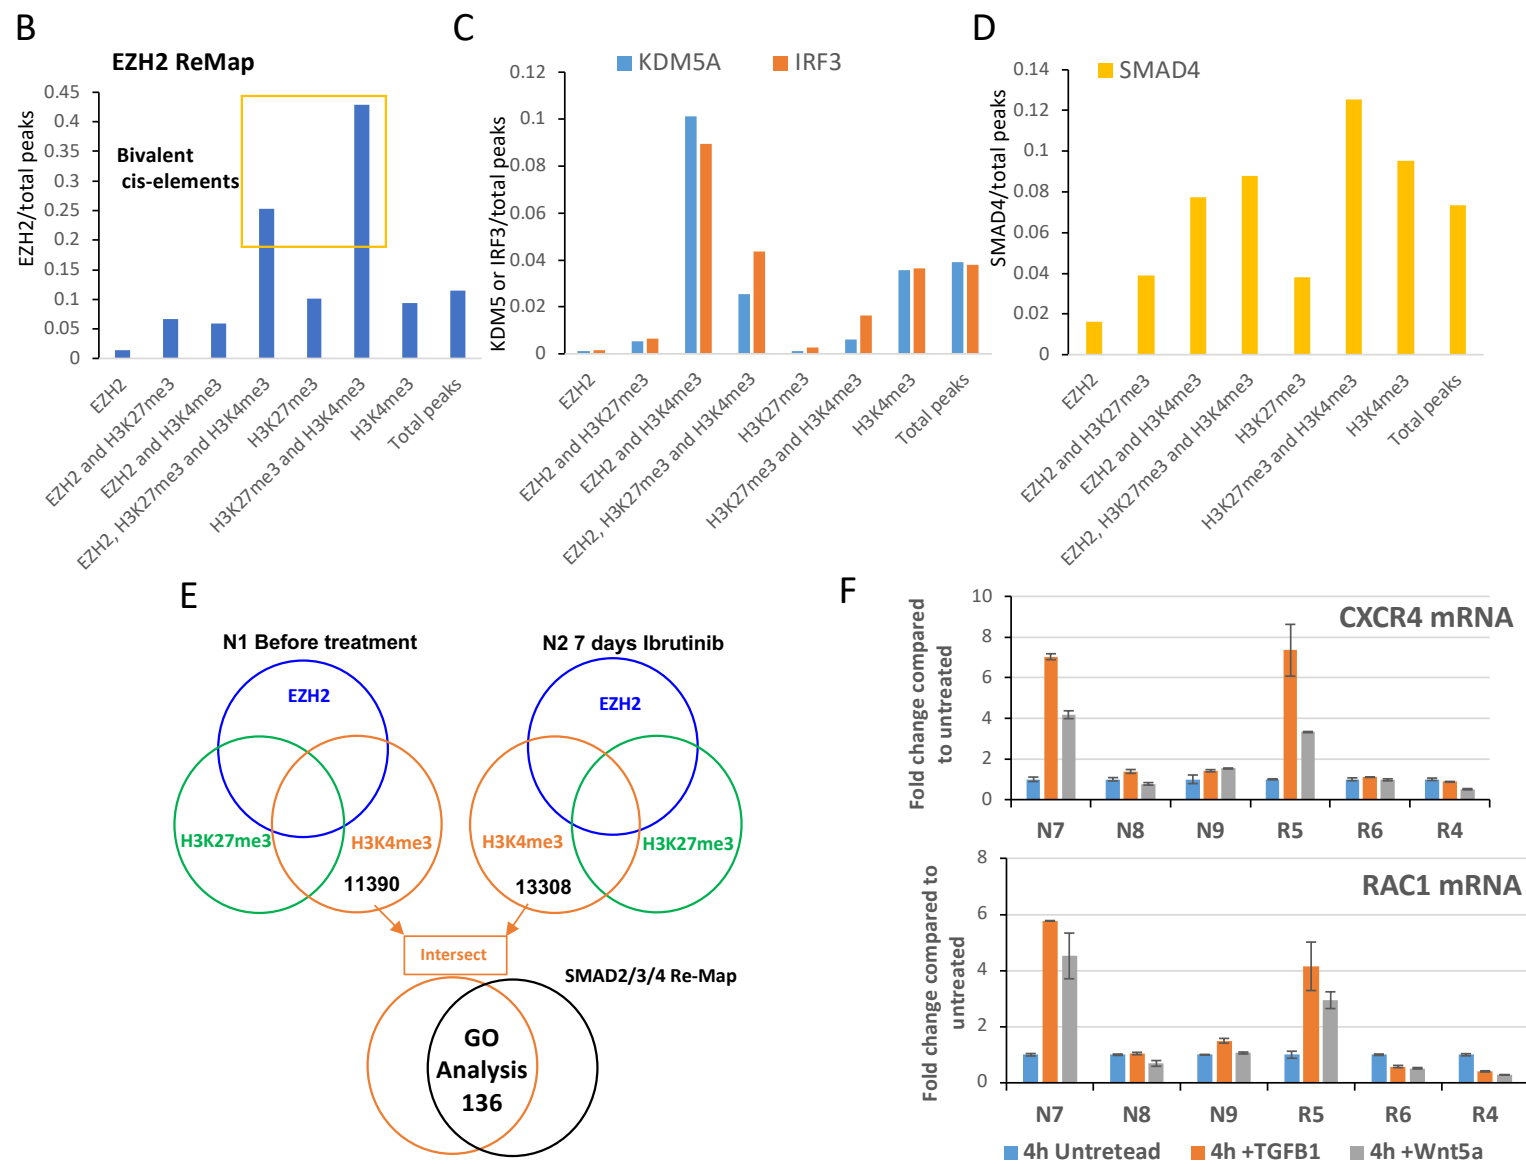 B
EZH2 ReMap
EZH2/total peaks
0.45
0.4
0.35
0.3
0.25
0.2
0.15
0.1
0.05
0
Bivalent
cis-elements
EZH2
EZH2 and H3K27me3
EZH2 and H3K4me3
EZH2, H3K27me3 and H3K4me3
H3K27me3
H3K27me3 and H3K4me3
H3K4me3
Total peaks
C
KDM5A
IRF3
KDM5 or IRF3/total peaks
0.12
0.1
0.08
0.06
0.04
0.02
0
EZH2
EZH2 and H3K27me3
EZH2 and H3K4me3
EZH2, H3K27me3 and H3K4me3
H3K27me3
H3K27me3 and H3K4me3
H3K4me3
Total peaks
D
SMAD4
SMAD4/total peaks
0.14
0.12
0.1
0.08
0.06
0.04
0.02
0
EZH2
EZH2 and H3K27me3
EZH2 and H3K4me3
EZH2, H3K27me3 and H3K4me3
H3K27me3
H3K27me3 and H3K4me3
H3K4me3
Total peaks
E
N1 Before treatment
EZH2
H3K27me3
H3K4me3
11390
N2 7 days Ibrutinib
EZH2
H3K4me3
H3K27me3
13308
Intersect
SMAD2/3/4 Re-Map
GO
Analysis
136
F
CXCR4 mRNA
Fold change compared
to untreated
10
8
6
4
2
0
N7 N8 N9 R5 R6 R4
RAC1 mRNA
Fold change compared to
untreated
8
6
4
2
0
N7 N8 N9 R5 R6 R4
4h Untretead 4h +TGFB1 4h +Wnt5a